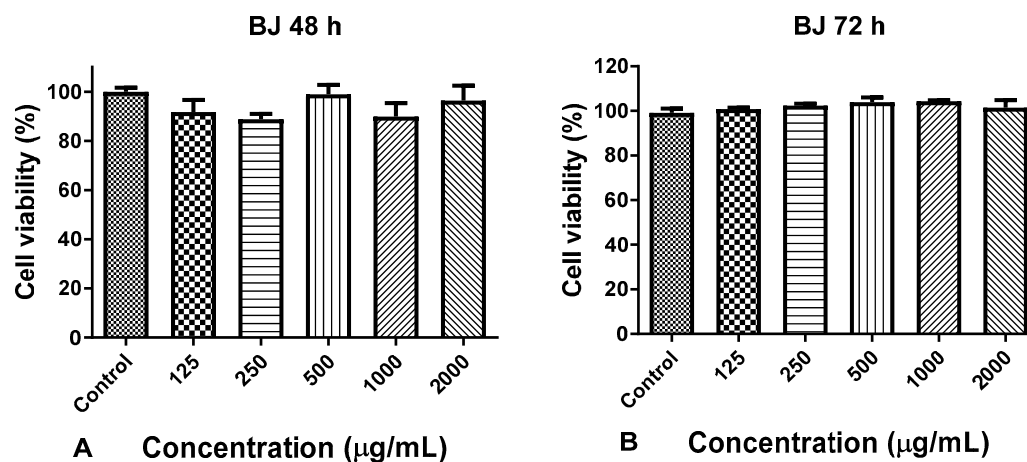 BJ 48 h
Cell viability (%)
100
80
60
40
20
0
Control
125
250
500
1000
2000
A
Concentration (μg/mL)
BJ 72 h
Cell viability (%)
120
100
80
60
40
20
0
Control
125
250
500
1000
2000
B
Concentration (μg/mL)